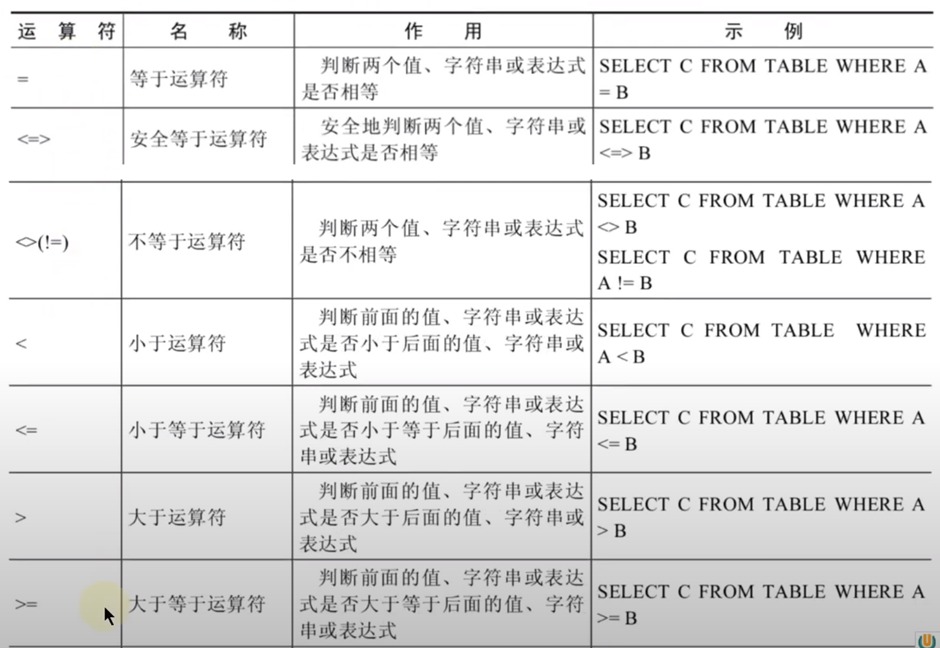 运 算 符 名 称 作 用 示 例
= 等于运算符 判断两个值、字符串或表达式 SELECT C FROM TABLE WHERE A
是否相等 = B
<=> 安全等于运算符 安全地判断两个值、字符串或 SELECT C FROM TABLE WHERE A
表达式是否相等 <=> B
<>(!=) 不等于运算符 判断两个值、字符串或表达式 SELECT C FROM TABLE WHERE A
是否不相等 <> B
SELECT C FROM TABLE WHERE
A != B
< 小于运算符 判断前面的值、字符串或表达 SELECT C FROM TABLE WHERE
式是否小于后面的值、字符串或 A < B
表达式
<= 小于等于运算符 判断前面的值、字符串或表达 SELECT C FROM TABLE WHERE A
式是否小于等于后面的值、字符 <= B
串或表达式
> 大于运算符 判断前面的值、字符串或表达 SELECT C FROM TABLE WHERE A
式是否大于后面的值、字符串或 > B
表达式
>= 大于等于运算符 判断前面的值、字符串或表达 SELECT C FROM TABLE WHERE A
式是否大于等于后面的值、字符 >= B
串或表达式